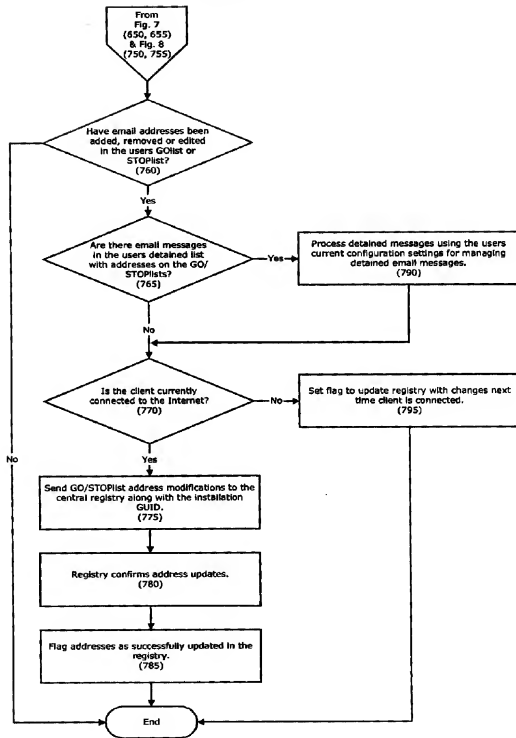 From
Fig. 7
(650, 655)
& Fig. 8
(750, 755)
Have email addresses been
added, removed or edited
in the users GOlist or
STOPlist?
(760)
Yes
Are there email messages
in the users detained list
with addresses on the GO/
STOPlists?
(765)
Yes
Process detained messages using the users
current configuration settings for managing
detained email messages.
(790)
No
Is the client currently
connected to the Internet?
(770)
No
Set flag to update registry with changes next
time client is connected.
(795)
No
Yes
Send GO/STOPlist address modifications to the
central registry along with the installation
GUID.
(775)
Registry confirms address updates.
(780)
Flag addresses as successfully updated in the
registry.
(785)
End